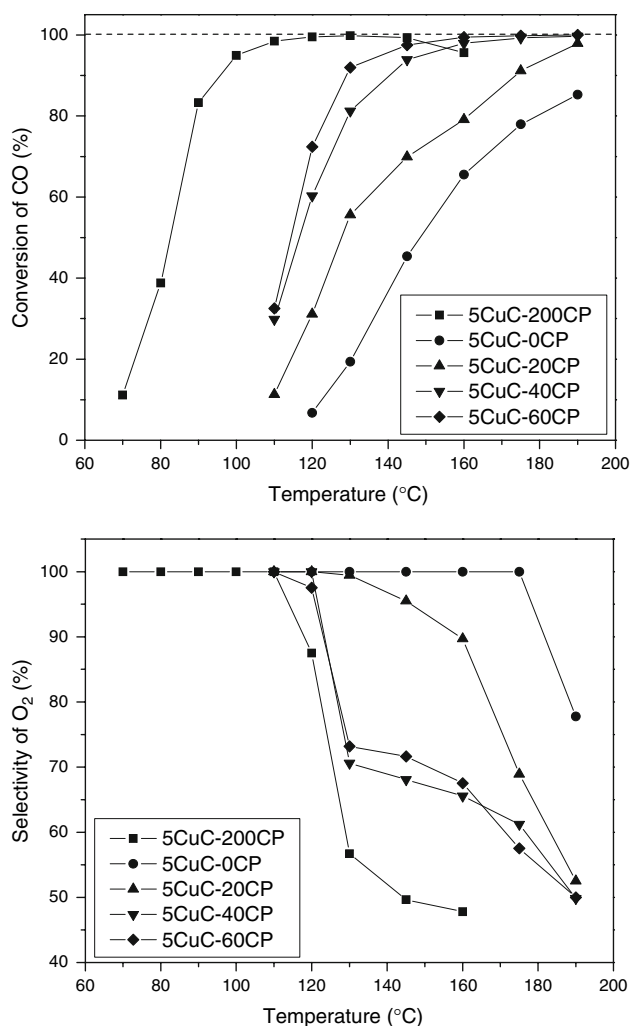 100
80
60
40
20
0
Conversion of CO (%)
5CuC-200CP
5CuC-0CP
5CuC-20CP
5CuC-40CP
5CuC-60CP
60 80 100 120 140 160 180 200
Temperature (°C)
100
90
80
70
60
50
40
Selectivity of O₂ (%)
5CuC-200CP
5CuC-0CP
5CuC-20CP
5CuC-40CP
5CuC-60CP
60 80 100 120 140 160 180 200
Temperature (°C)